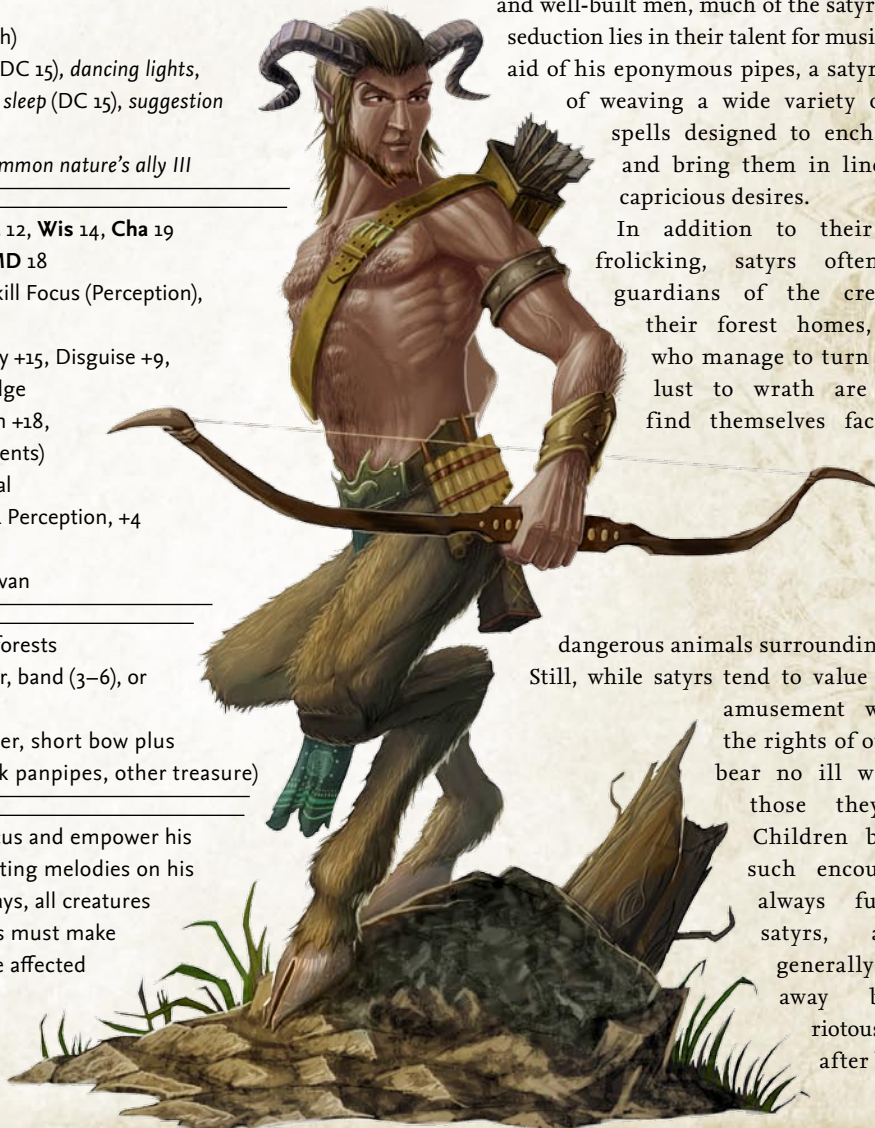 h)
DC 15), dancing lights,
sleep (DC 15), suggestion
mmon nature's ally III
12, Wis 14, Cha 19
MD 18
kill Focus (Perception),
y +15, Disguise +9,
dge
n +18,
ents)
al
Perception, +4
van
forests
r, band (3–6), or
er, short bow plus
k panpipes, other treasure)
cus and empower his
ting melodies on his
ays, all creatures
s must make
e affected
and well-built men, much of the satyr
seduction lies in their talent for musi
aid of his eponymous pipes, a satyr
of weaving a wide variety o
spells designed to ench
and bring them in line
capricious desires.
In addition to their
frolicking, satyrs often
guardians of the cre
their forest homes,
who manage to turn
lust to wrath are
find themselves fac
dangerous animals surroundin
Still, while satyrs tend to value
amusement w
the rights of o
bear no ill w
those they
Children b
such encou
always fu
satyrs, a
generally
away b
riotous
after